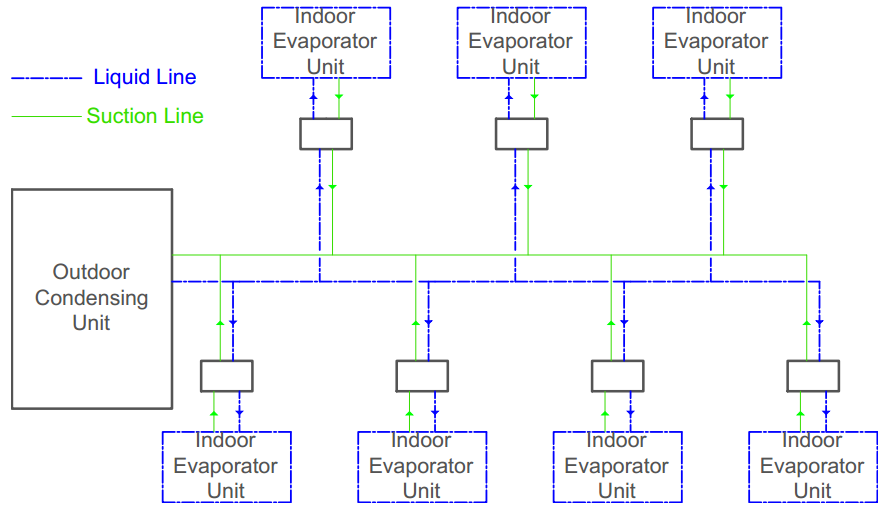 Indoor
Evaporator
Unit
Indoor
Evaporator
Unit
Indoor
Evaporator
Unit
Liquid Line
Suction Line
Outdoor
Condensing
Unit
Indoor
Evaporator
Unit
Indoor
Evaporator
Unit
Indoor
Evaporator
Unit
Indoor
Evaporator
Unit